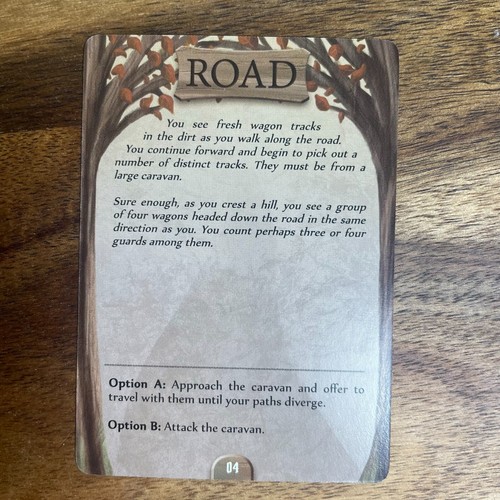 ROAD
You see fresh wagon tracks
in the dirt as you walk along the road.
You continue forward and begin to pick out a
number of distinct tracks. They must be from a
large caravan.
Sure enough, as you crest a hill, you see a group
of four wagons headed down the road in the same
direction as you. You count perhaps three or four
guards among them.
Option A: Approach the caravan and offer to
travel with them until your paths diverge.
Option B: Attack the caravan.
04